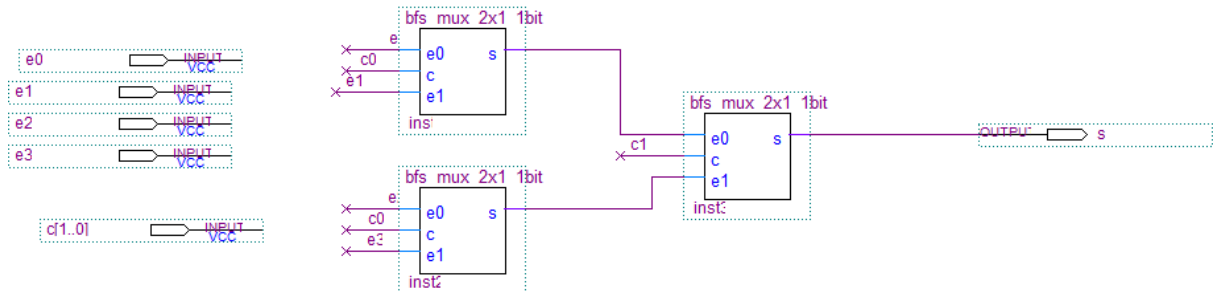 e0 INPUT VCC
e1 INPUT VCC
e2 INPUT VCC
e3 INPUT VCC
c[1..0] INPUT VCC
bfs_mux_2x1_1bit
e
c0
e1
e0 s
c
e1
inst
bfs_mux_2x1_1bit
e
c0
e3
e0 s
c
e1
inst2
bfs_mux_2x1_1bit
c1
e0 s
c
e1
inst3
OUTPUT s